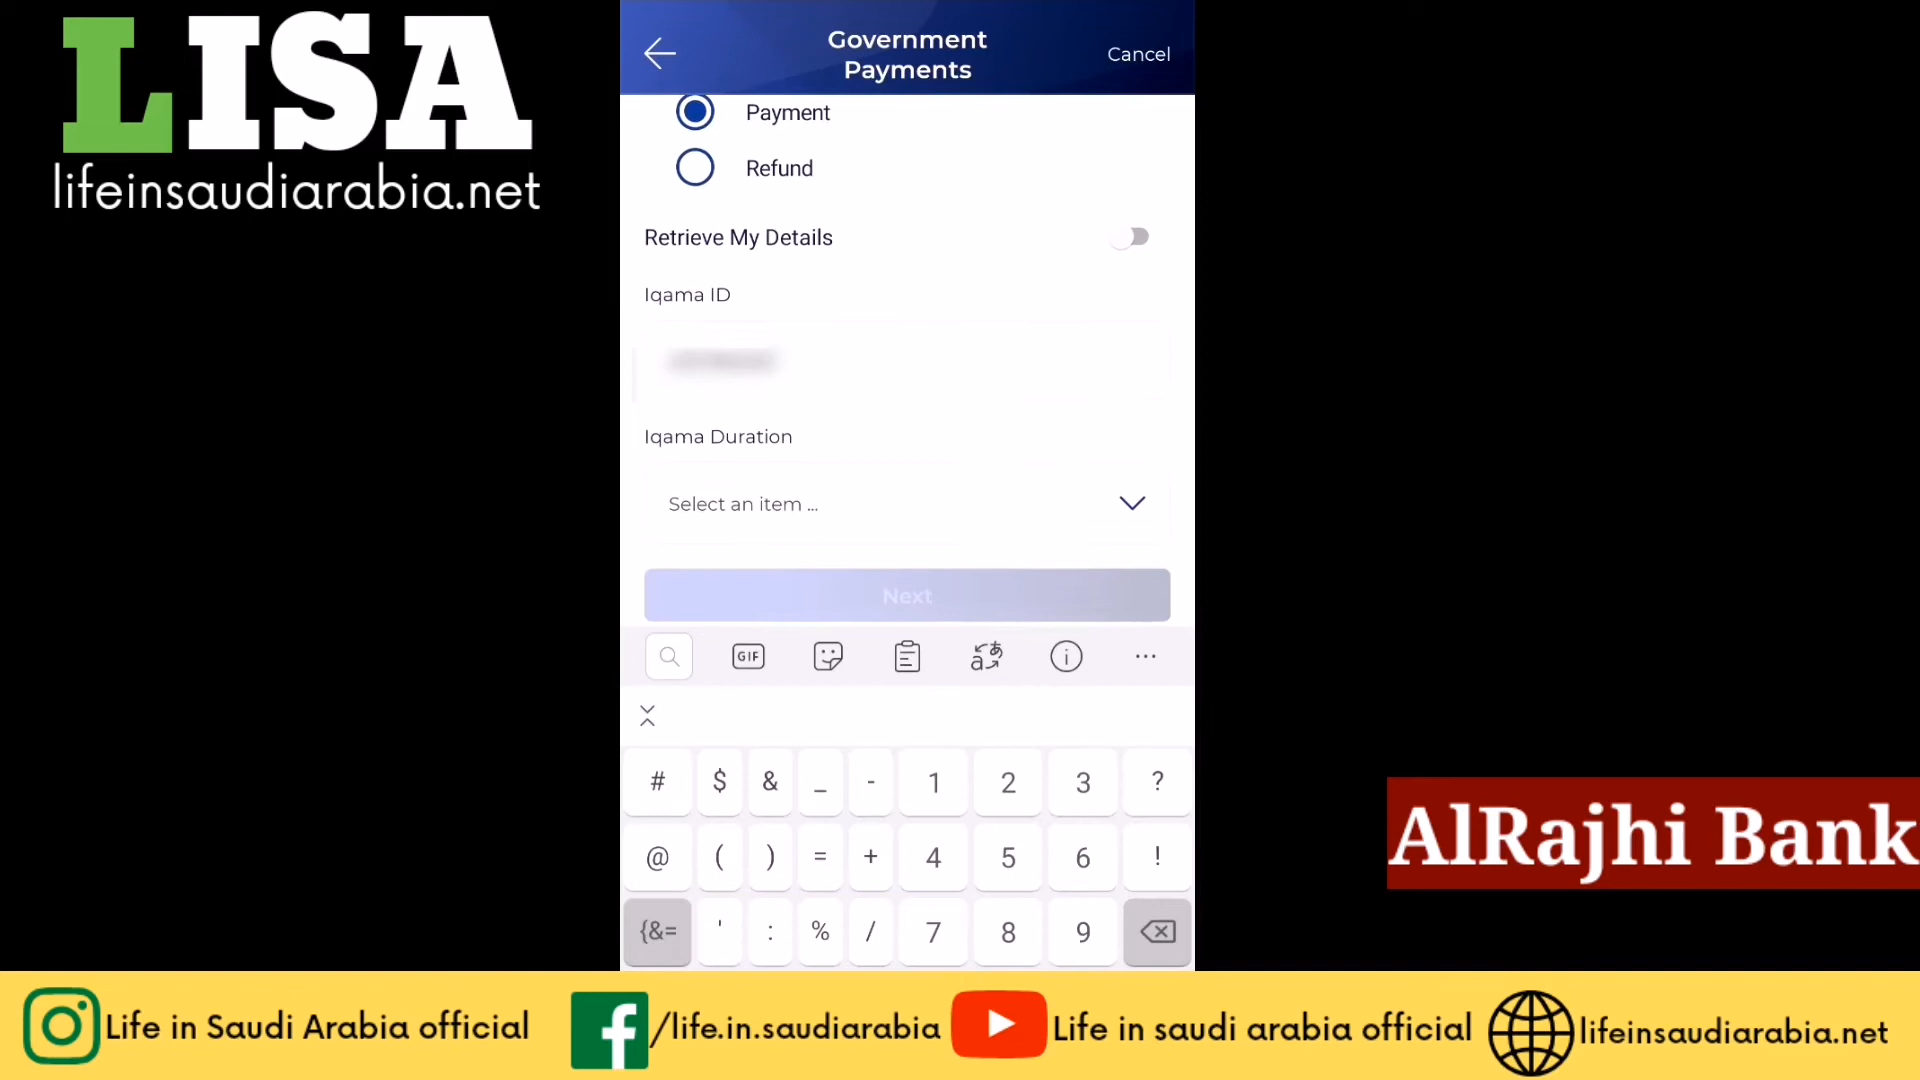 LISA
lifeinsaudiarabia.net
Government
Payments
Cancel
Payment
Refund
Retrieve My Details
Iqama ID
Iqama Duration
Select an item ...
Next
GIF
a あ
# $ & _ - 1 2 3 ?
@ ( ) = + 4 5 6 !
{&= ' : % / 7 8 9
AlRajhi Bank
Life in Saudi Arabia official
/life.in.saudiarabia
Life in saudi arabia official
lifeinsaudiarabia.net